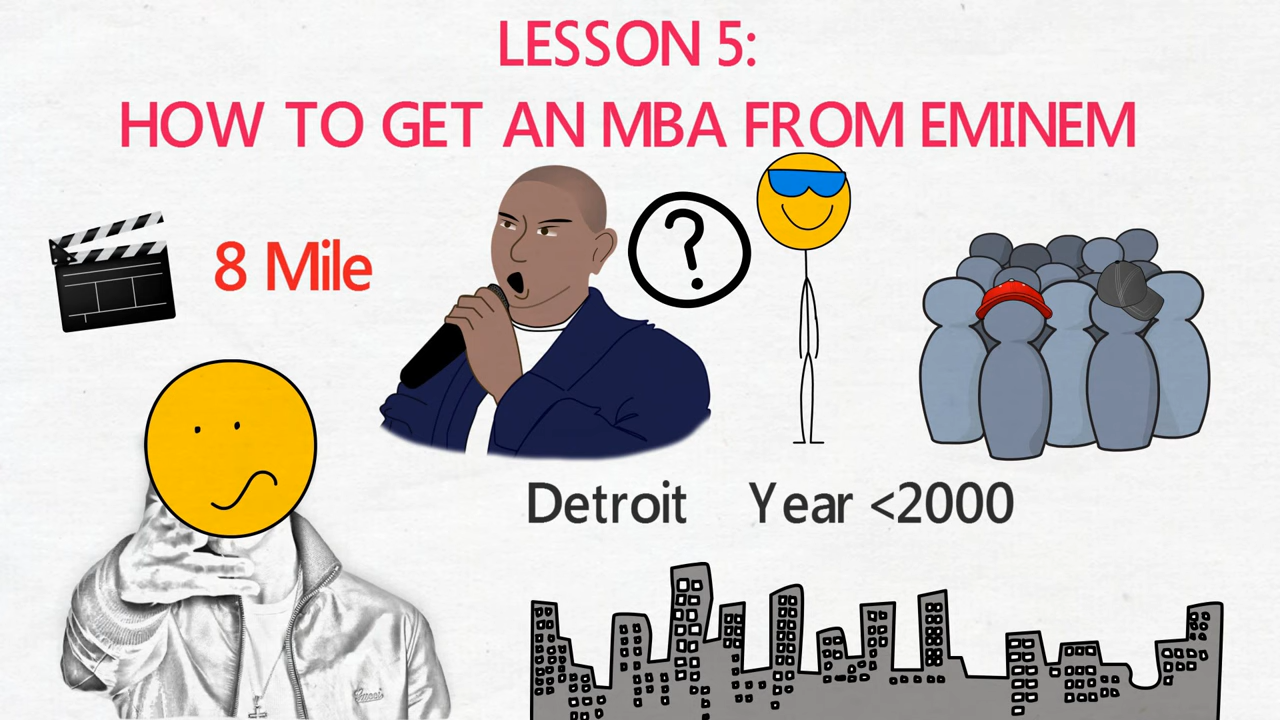 LESSON 5:
HOW TO GET AN MBA FROM EMINEM
8 Mile
?
Detroit Year <2000